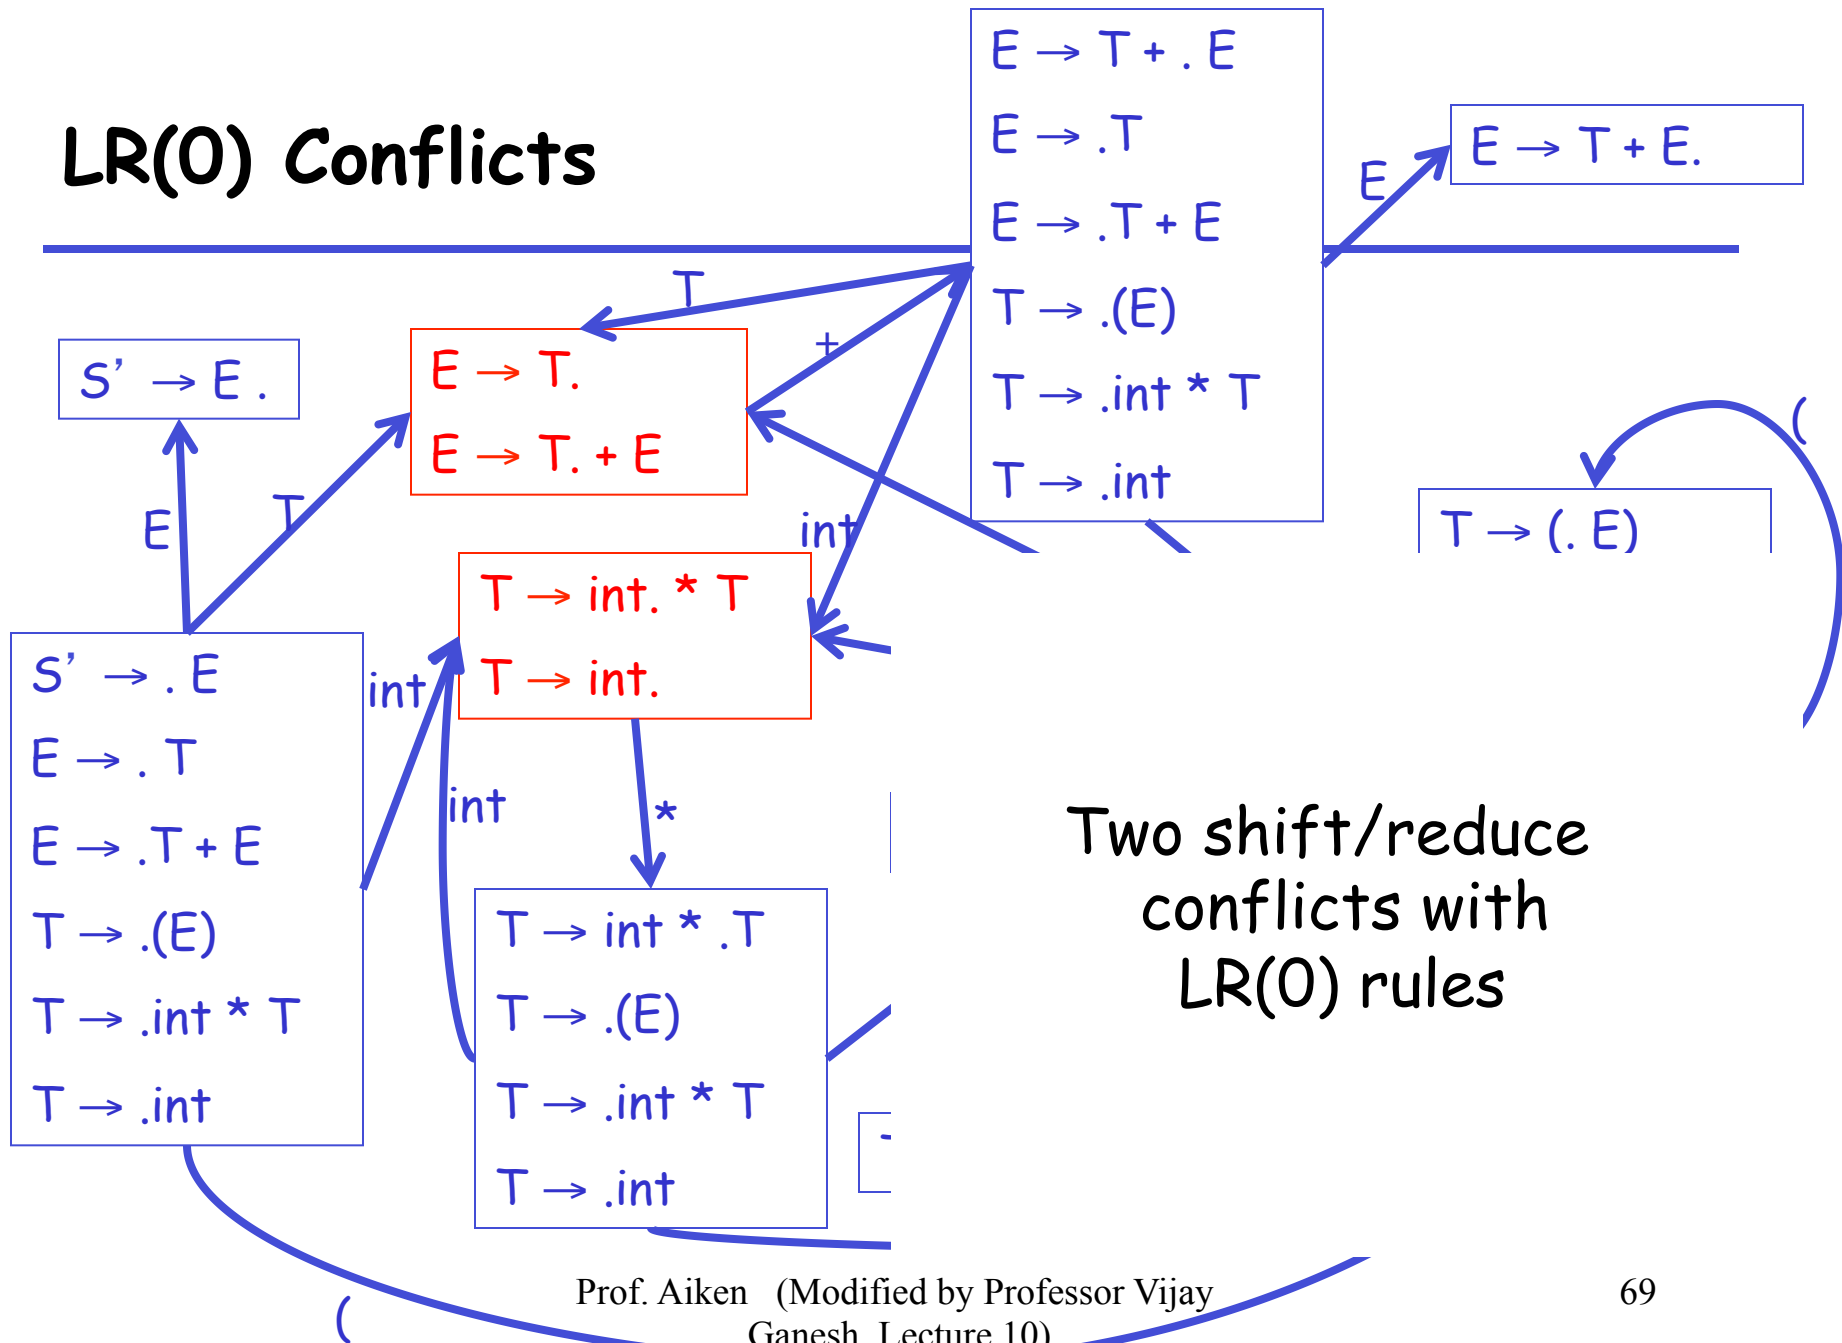 LR(0) Conflicts
E → T + . E
E → .T
E → .T + E
T → .(E)
T → .int * T
T → .int
E
E → T + E.
T
+
S’ → E .
E → T.
E → T. + E
(
E
T
int
T → (. E)
T → int. * T
T → int.
S’ → . E
E → . T
E → .T + E
T → .(E)
T → .int * T
T → .int
int
int
*
T → int * .T
T → .(E)
T → .int * T
T → .int
Two shift/reduce
conflicts with
LR(0) rules
(
Prof. Aiken (Modified by Professor Vijay
Ganesh, Lecture 10)
69